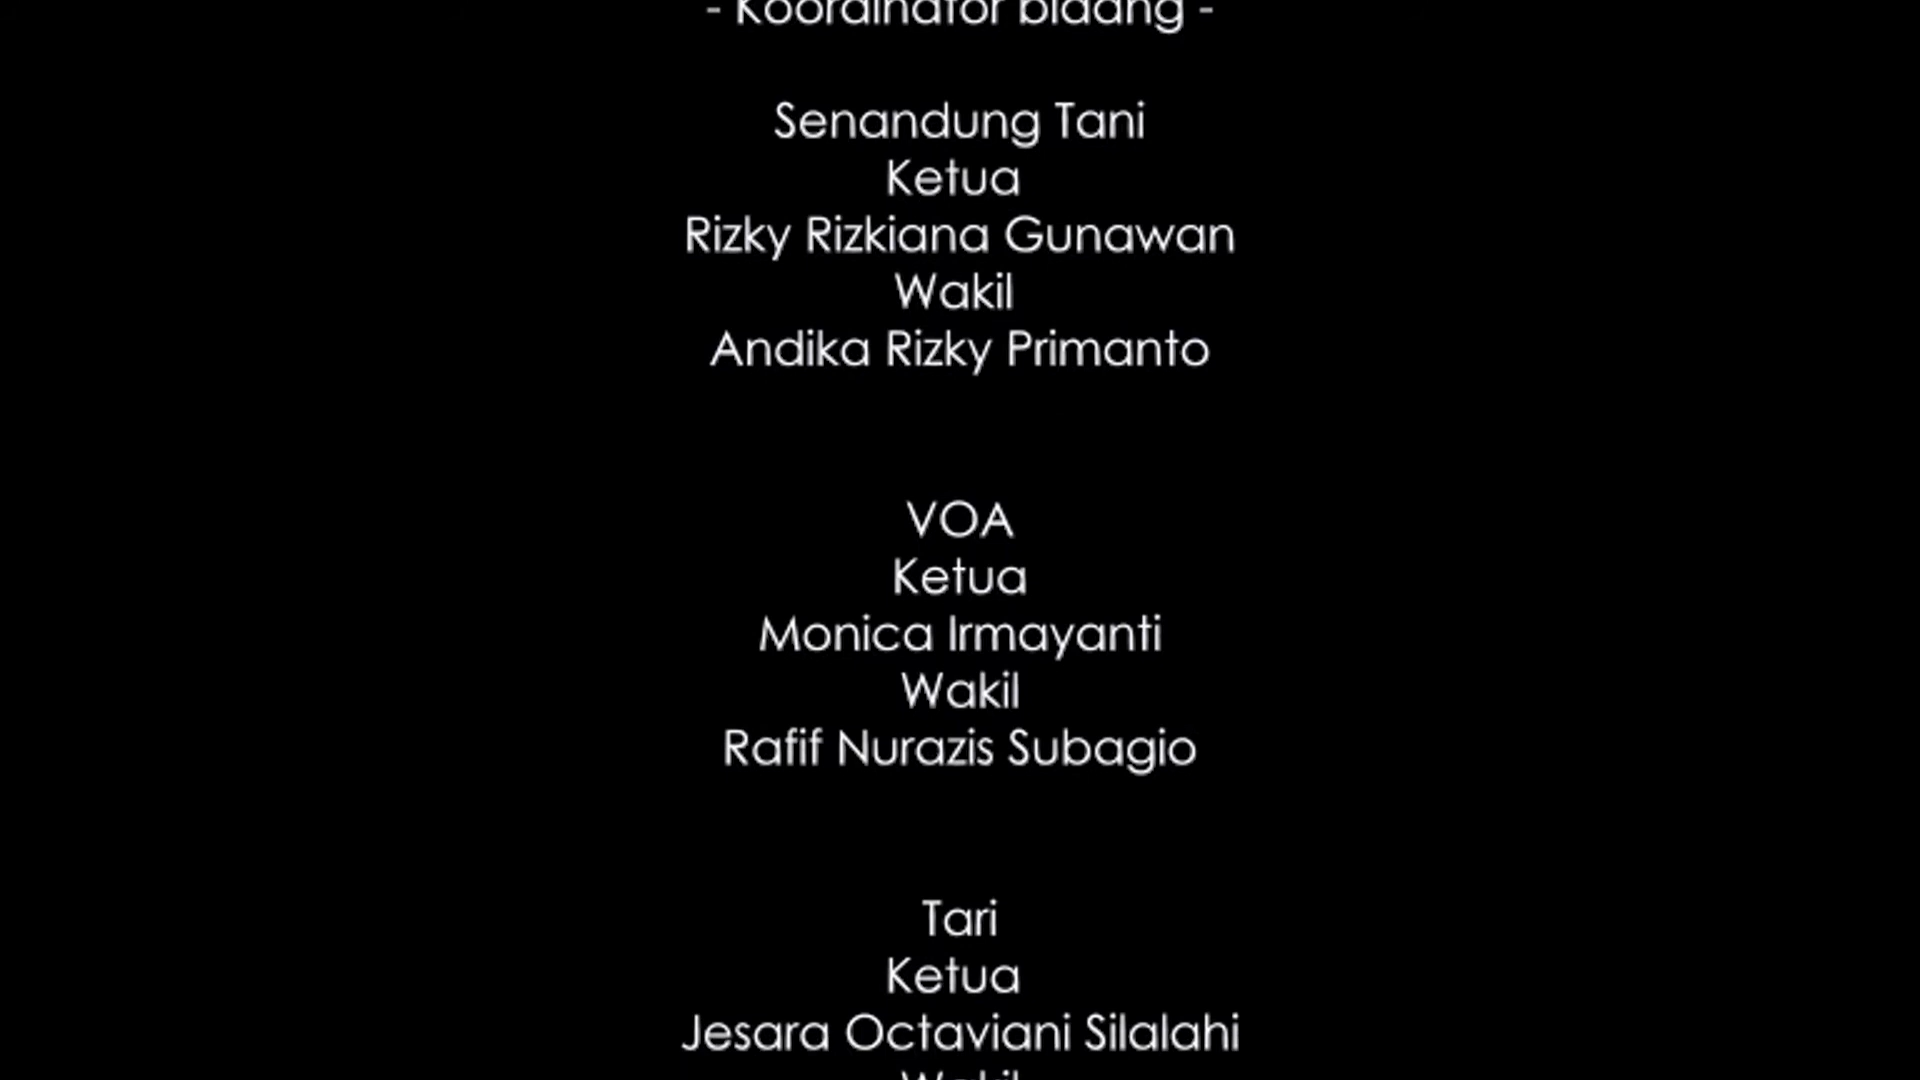 - Koordinator bidang -
Senandung Tani
Ketua
Rizky Rizkiana Gunawan
Wakil
Andika Rizky Primanto
VOA
Ketua
Monica Irmayanti
Wakil
Rafif Nurazis Subagio
Tari
Ketua
Jesara Octaviani Silalahi
Wakil